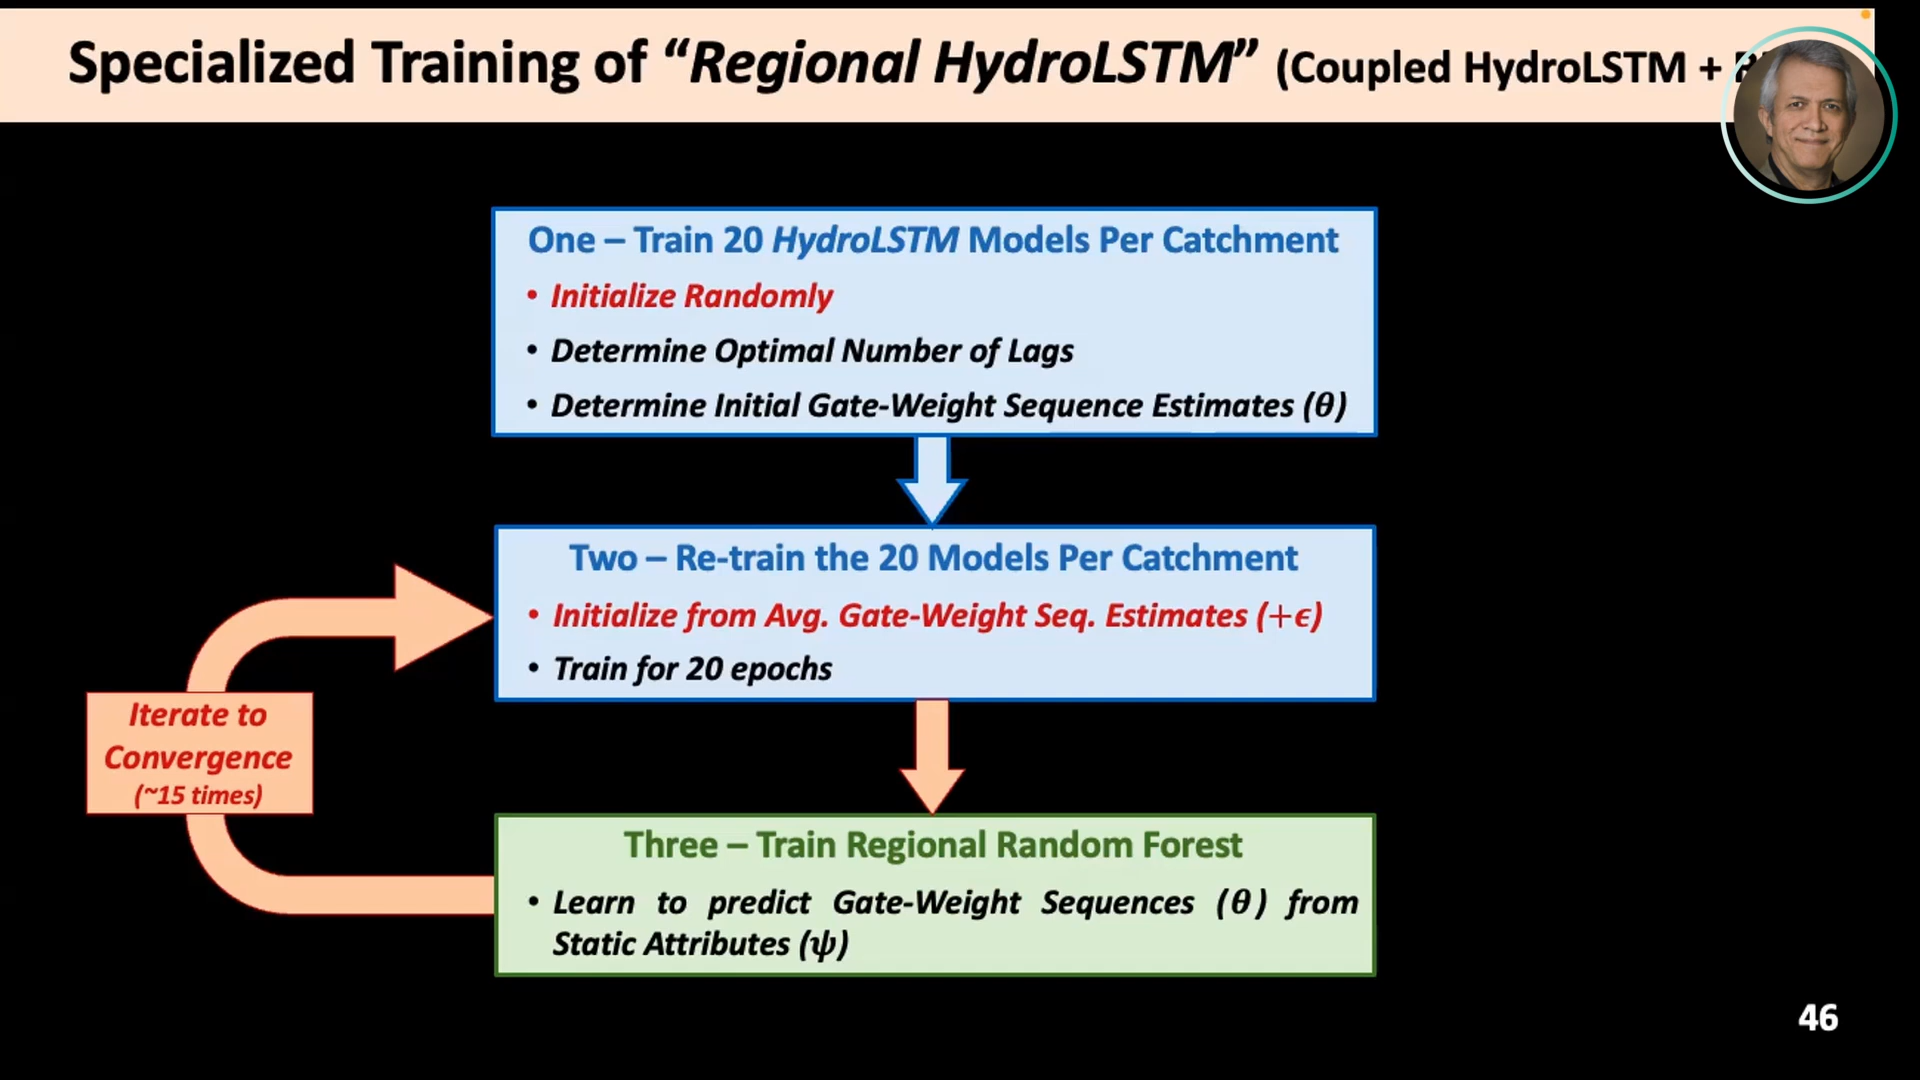 Specialized Training of “Regional HydroLSTM” (Coupled HydroLSTM +
One – Train 20 HydroLSTM Models Per Catchment
• Initialize Randomly
• Determine Optimal Number of Lags
• Determine Initial Gate-Weight Sequence Estimates (θ)
Two – Re-train the 20 Models Per Catchment
• Initialize from Avg. Gate-Weight Seq. Estimates (+ϵ)
• Train for 20 epochs
Iterate to
Convergence
(~15 times)
Three – Train Regional Random Forest
• Learn to predict Gate-Weight Sequences (θ) from
Static Attributes (ψ)
46